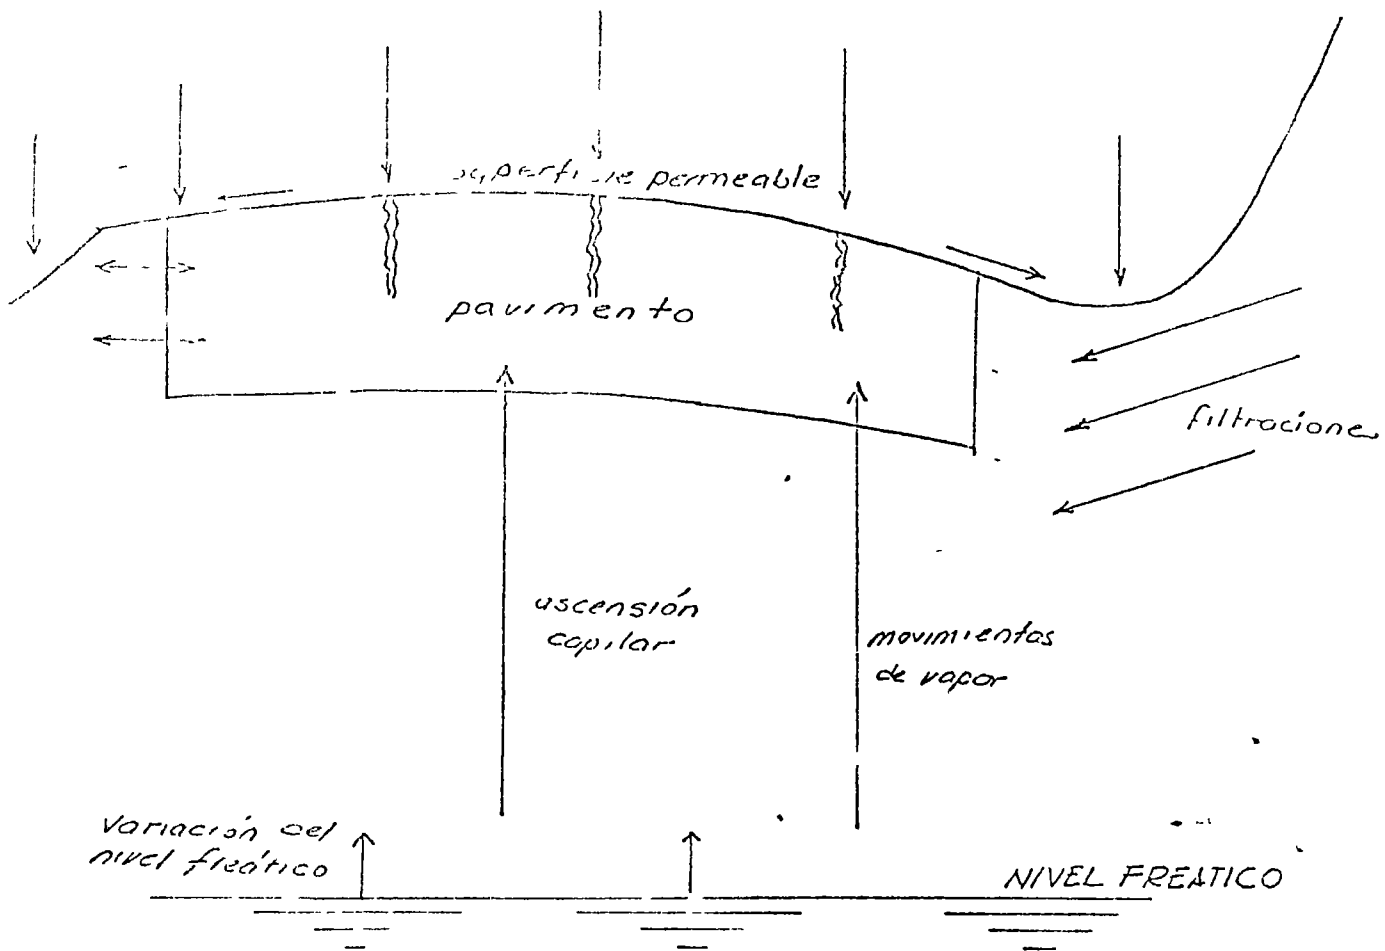 superficie permeable
pavimento
filtraciones
ascensión
capilar
movimientos
de vapor
Variación del
nivel freático
NIVEL FREATICO